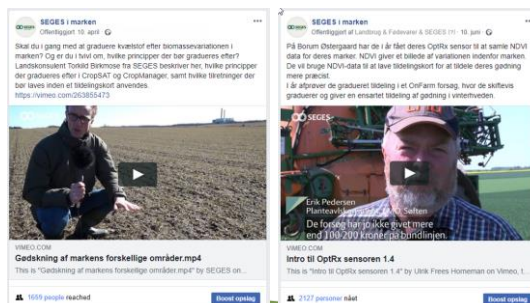 SEGES i marken
Offentliggjort 10. april
Skal du i gang med at graduere kvælstof efter biomassevariationen i
marken? Og er du i tvivl om, hvilke principper der bør gradueres efter?
Landskonsulent Torkild Birkmose fra SEGES beskriver her, hvilke principper
der gradueres efter i CropSAT og CropManager, samt hvilke tilretninger der
bør laves inden et tildelingskort anvendes.
https://vimeo.com/263855473
SEGES
VIMEO.COM
Gødskning af markens forskellige områder.mp4
This is "Gødskning af markens forskellige områder.mp4" by SEGES on...
1659 people reached
Boost opslag
SEGES i marken
Offentliggjort af Landbrug & Fødevarer & SEGES
10. juni
På Borum Østergaard har de i år fået deres OptRx sensor til at samle NDVI
data for deres marker. NDVI giver et billede af variationen indenfor marken.
De vil bruge NDVI-data til at lave tildelingskort for at tildele deres gødning
mere præcist.
I år afprøver de gradueret tildeling i et OnFarm forsøg, hvor de skiftevis
graduerer og giver en ensartet tildeling af gødning i vinterhveden.
SEGES
Erik Pedersen
Planteavlskonsulent, Søften
De forsøg har jo ikke givet mere
end 100-200 kroner på bundlinjen.
VIMEO.COM
Intro til OptRx sensoren 1.4
This is "Intro til OptRx sensoren 1.4" by Ulrik Frees Horneman on Vimeo, t...
2127 personer nået
Boost opslag